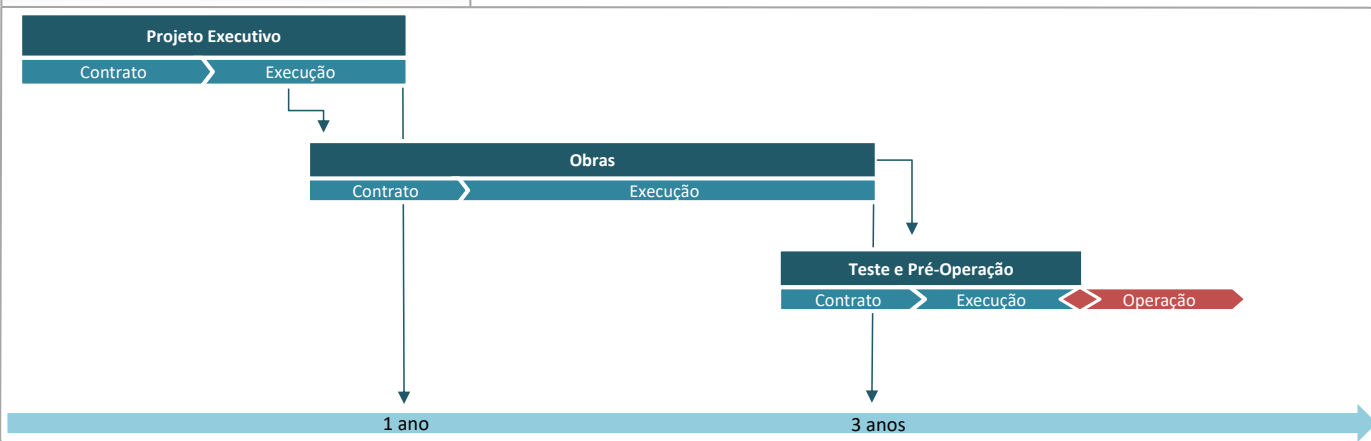 Projeto Executivo
Contrato
Execução
Obras
Contrato
Execução
Teste e Pré-Operação
Contrato
Execução
Operação
1 ano
3 anos